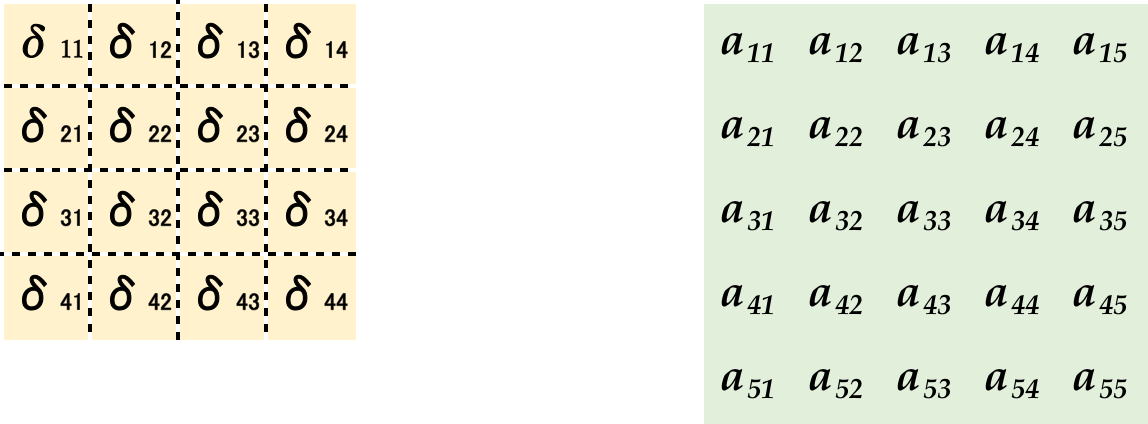 δ 11 δ 12 δ 13 δ 14
δ 21 δ 22 δ 23 δ 24
δ 31 δ 32 δ 33 δ 34
δ 41 δ 42 δ 43 δ 44
a11 a12 a13 a14 a15
a21 a22 a23 a24 a25
a31 a32 a33 a34 a35
a41 a42 a43 a44 a45
a51 a52 a53 a54 a55